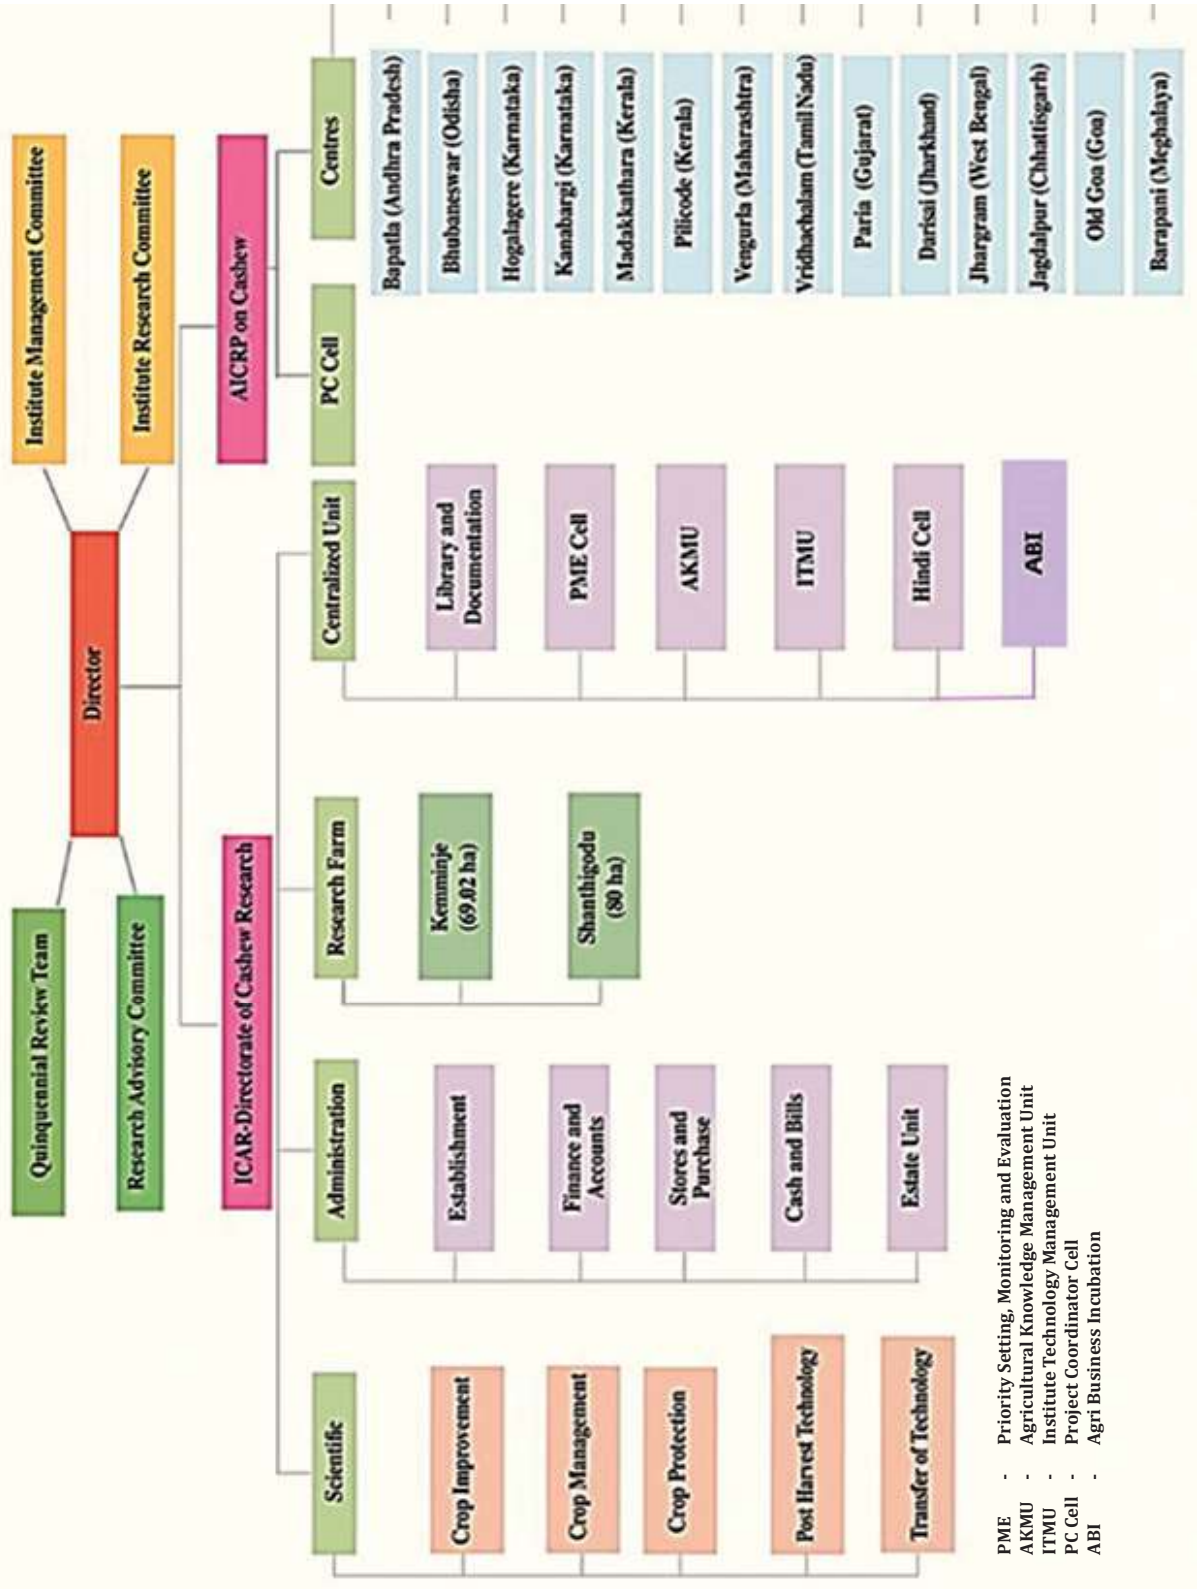 Quinquennial Review Team
Institute Management Committee
Director
Research Advisory Committee
Institute Research Committee
ICAR-Directorate of Cashew Research
AICRP on Cashew
Scientific
Crop Improvement
Crop Management
Crop Protection
Post Harvest Technology
Transfer of Technology
Administration
Establishment
Finance and
Accounts
Stores and
Purchase
Cash and Bills
Estate Unit
Research Farm
Kemminje
(69.02 ha)
Shanthigodu
(80 ha)
Centralized Unit
Library and
Documentation
PME Cell
AKMU
ITMU
Hindi Cell
ABI
PC Cell
Centres
Bapatla (Andhra Pradesh)
Bhubaneswar (Odisha)
Hogalagere (Karnataka)
Kanabargi (Karnataka)
Madakkathara (Kerala)
Pilicode (Kerala)
Vengurla (Maharashtra)
Vridhachalam (Tamil Nadu)
Paria (Gujarat)
Darisai (Jharkhand)
Jhargram (West Bengal)
Jagdalpur (Chhattisgarh)
Old Goa (Goa)
Barapani (Meghalaya)
PME - Priority Setting, Monitoring and Evaluation
AKMU - Agricultural Knowledge Management Unit
ITMU - Institute Technology Management Unit
PC Cell - Project Coordinator Cell
ABI - Agri Business Incubation